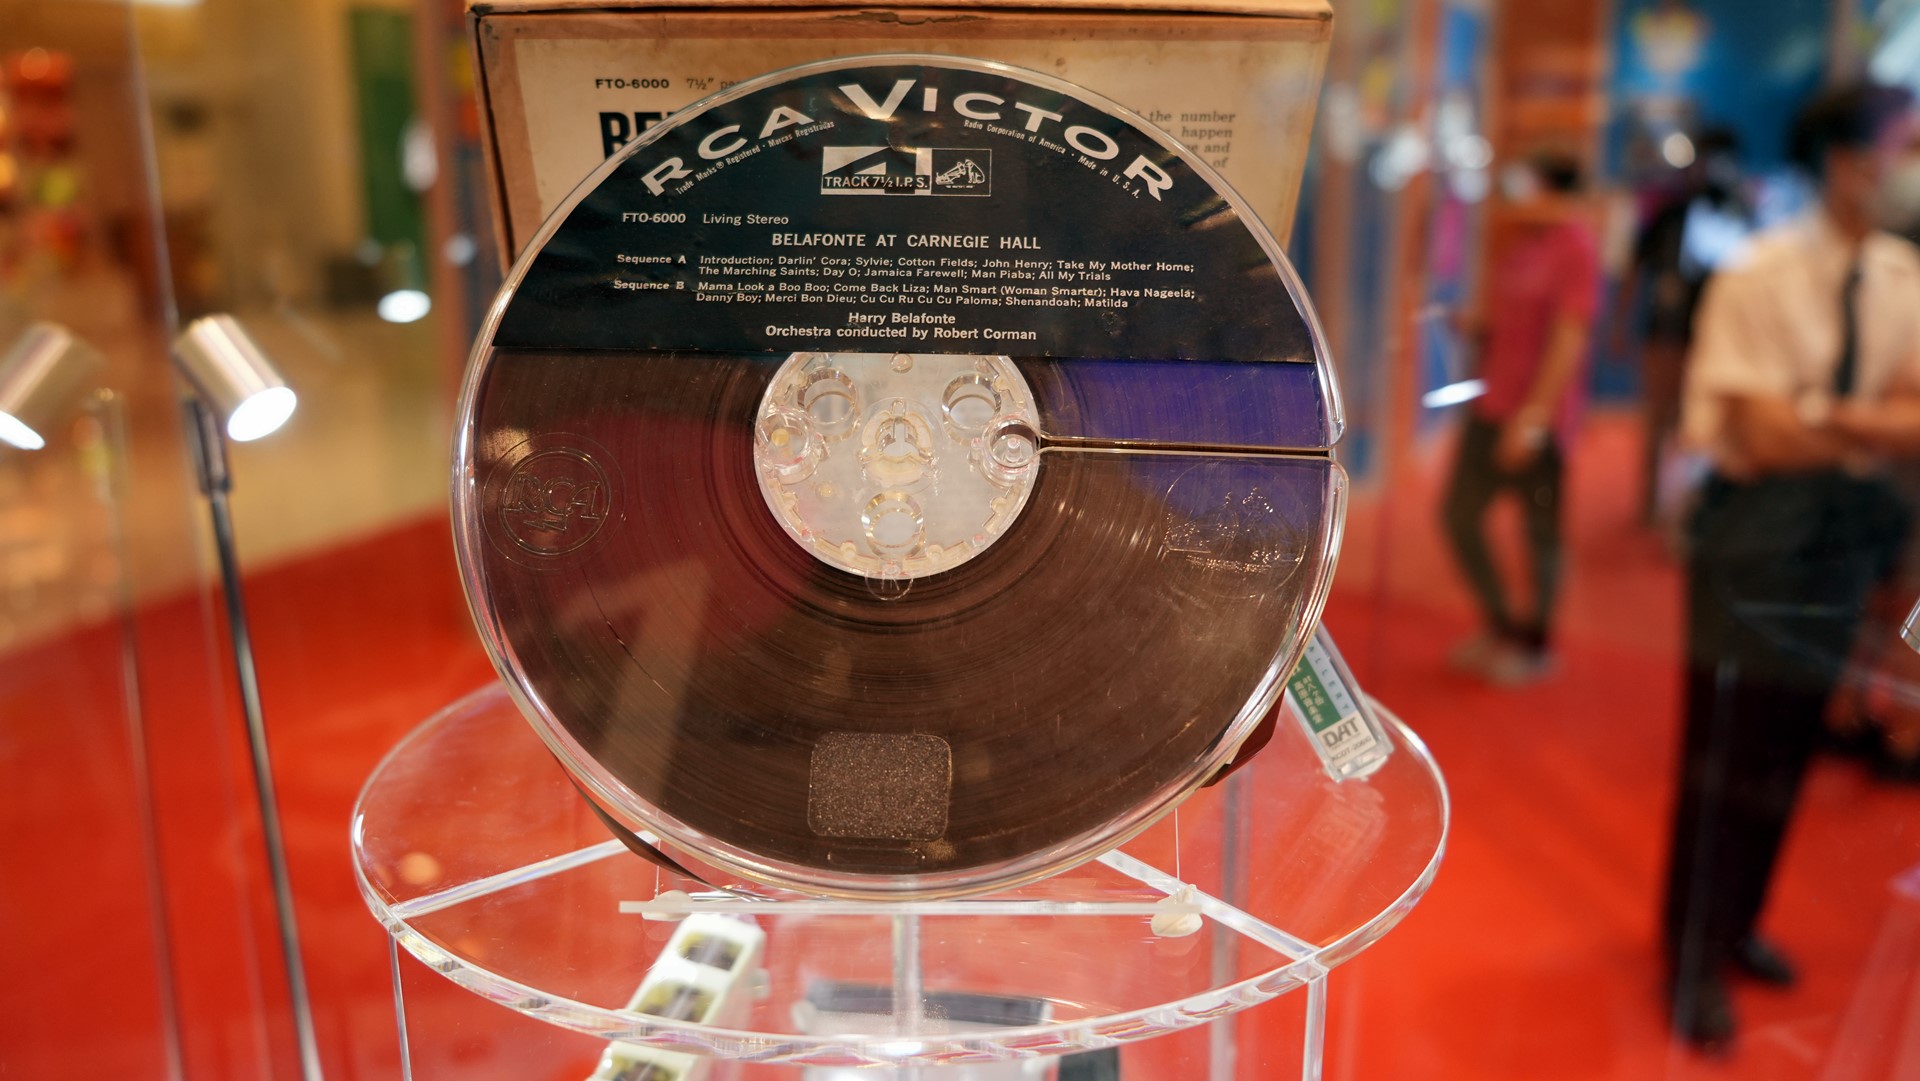 FTO-6000 7½"
RCA VICTOR
Trade Marks ® Registered · Marcas Registradas
Radio Corporation of America · Made in U.S.A.
the number
happen
and
of
4 TRACK 7½ I.P.S.
FTO-6000 Living Stereo
BELAFONTE AT CARNEGIE HALL
Sequence A Introduction; Darlin' Cora; Sylvie; Cotton Fields; John Henry; Take My Mother Home;
The Marching Saints; Day O; Jamaica Farewell; Man Piaba; All My Trials
Sequence B Mama Look a Boo Boo; Come Back Liza; Man Smart (Woman Smarter); Hava Nageela;
Danny Boy; Merci Bon Dieu; Cu Cu Ru Cu Cu Paloma; Shenandoah; Matilda
Harry Belafonte
Orchestra conducted by Robert Corman
RCA
DAT